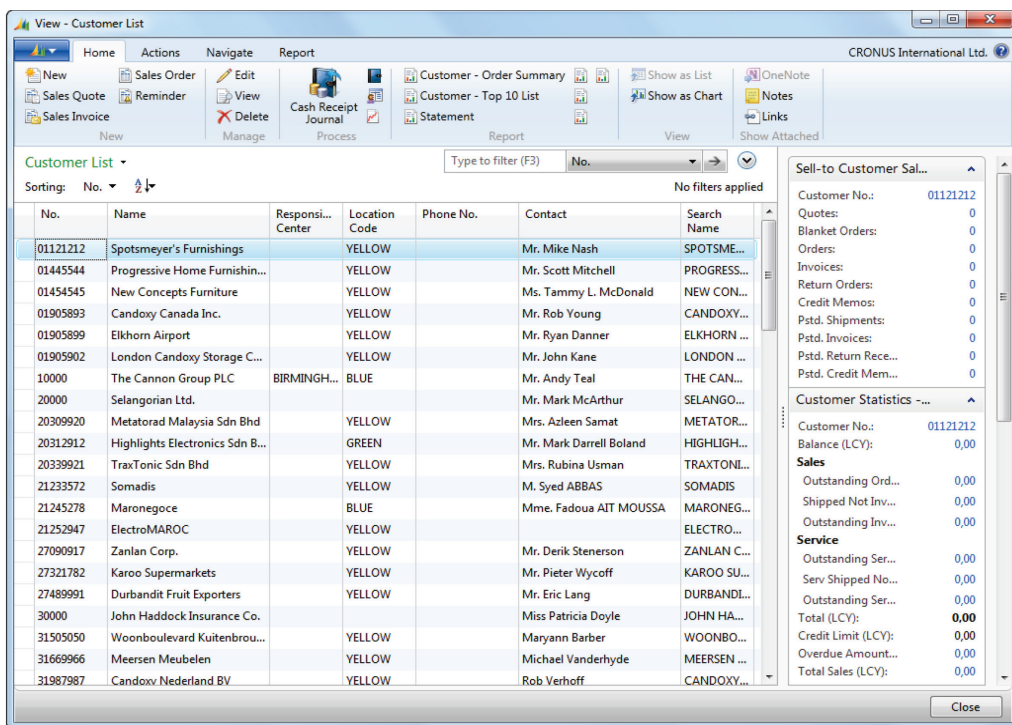 View - Customer List
Home Actions Navigate Report CRONUS International Ltd.
New Sales Order Edit Customer - Order Summary Show as List OneNote
Sales Quote Reminder View Cash Receipt Journal Customer - Top 10 List Show as Chart Notes
Sales Invoice Delete Statement Links
New Manage Process Report View Show Attached
Customer List Type to filter (F3) No.
Sorting: No. No filters applied
No. Name Responsi... Center Location Code Phone No. Contact Search Name
01121212 Spotsmeyer's Furnishings YELLOW Mr. Mike Nash SPOTSME...
01445544 Progressive Home Furnishin... YELLOW Mr. Scott Mitchell PROGRESS...
01454545 New Concepts Furniture YELLOW Ms. Tammy L. McDonald NEW CON...
01905893 Candoxy Canada Inc. YELLOW Mr. Rob Young CANDOXY...
01905899 Elkhorn Airport YELLOW Mr. Ryan Danner ELKHORN ...
01905902 London Candoxy Storage C... YELLOW Mr. John Kane LONDON ...
10000 The Cannon Group PLC BIRMINGH... BLUE Mr. Andy Teal THE CAN...
20000 Selangorian Ltd. Mr. Mark McArthur SELANGO...
20309920 Metatorad Malaysia Sdn Bhd YELLOW Mrs. Azleen Samat METATOR...
20312912 Highlights Electronics Sdn B... GREEN Mr. Mark Darrell Boland HIGHLIGH...
20339921 TraxTonic Sdn Bhd YELLOW Mrs. Rubina Usman TRAXTONI...
21233572 Somadis YELLOW M. Syed ABBAS SOMADIS
21245278 Maronegoce BLUE Mme. Fadoua AIT MOUSSA MARONEG...
21252947 ElectroMAROC YELLOW ELECTRO...
27090917 Zanlan Corp. YELLOW Mr. Derik Stenerson ZANLAN C...
27321782 Karoo Supermarkets YELLOW Mr. Pieter Wycoff KAROO SU...
27489991 Durbandit Fruit Exporters YELLOW Mr. Eric Lang DURBANDI...
30000 John Haddock Insurance Co. Miss Patricia Doyle JOHN HA...
31505050 Woonboulevard Kuitenbrou... YELLOW Maryann Barber WOONBO...
31669966 Meersen Meubelen YELLOW Michael Vanderhyde MEERSEN ...
31987987 Candoxy Nederland BV YELLOW Rob Verhoff CANDOXY...
Sell-to Customer Sal...
Customer No.: 01121212
Quotes: 0
Blanket Orders: 0
Orders: 0
Invoices: 0
Return Orders: 0
Credit Memos: 0
Pstd. Shipments: 0
Pstd. Invoices: 0
Pstd. Return Rece... 0
Pstd. Credit Mem... 0
Customer Statistics -...
Customer No.: 01121212
Balance (LCY): 0,00
Sales
Outstanding Ord... 0,00
Shipped Not Inv... 0,00
Outstanding Inv... 0,00
Service
Outstanding Ser... 0,00
Serv Shipped No... 0,00
Outstanding Ser... 0,00
Total (LCY): 0,00
Credit Limit (LCY): 0,00
Overdue Amount... 0,00
Total Sales (LCY): 0,00
Close